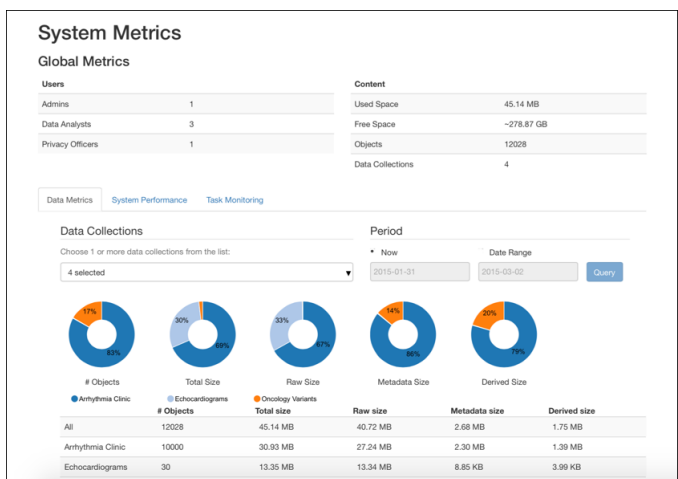 System Metrics
Global Metrics
Users Content
Admins 1 Used Space 45.14 MB
Data Analysts 3 Free Space ~278.87 GB
Privacy Officers 1 Objects 12028
Data Collections 4
Data Metrics System Performance Task Monitoring
Data Collections Period
Choose 1 or more data collections from the list: Now Date Range
4 selected 2015-01-31 2015-03-02 Query
17% 30% 33% 14% 20%
83% 69% 67% 86% 79%
# Objects Total Size Raw Size Metadata Size Derived Size
Arrhythmia Clinic Echocardiograms Oncology Variants
# Objects Total size Raw size Metadata size Derived size
All 12028 45.14 MB 40.72 MB 2.68 MB 1.75 MB
Arrhythmia Clinic 10000 30.93 MB 27.24 MB 2.30 MB 1.39 MB
Echocardiograms 30 13.35 MB 13.34 MB 8.85 KB 3.99 KB